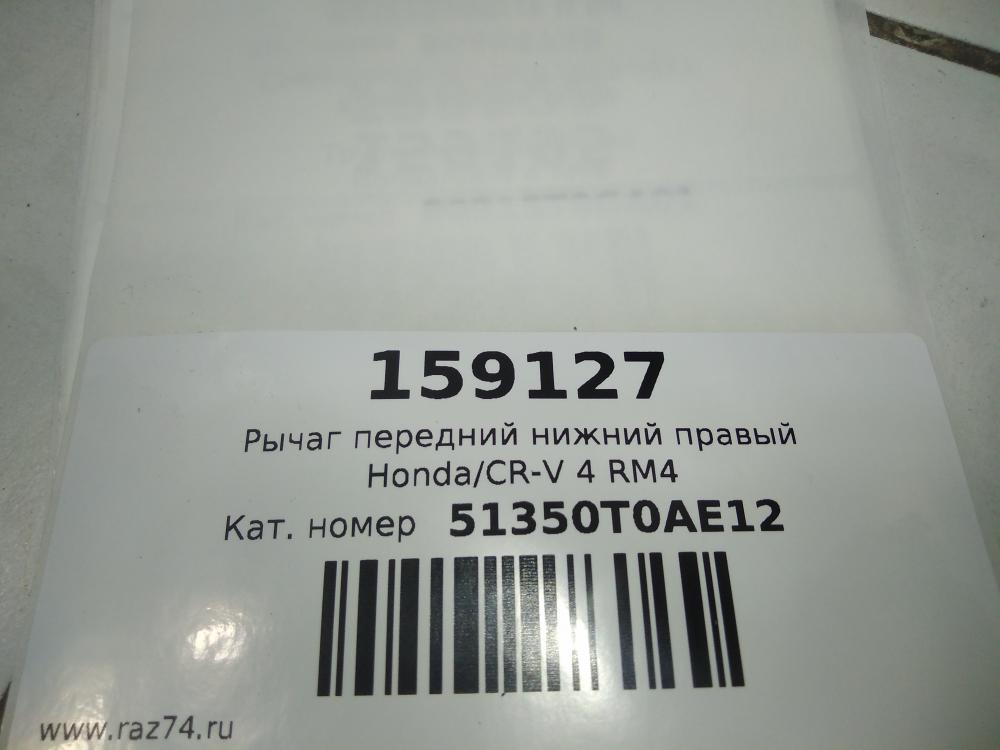 159127
Рычаг передний нижний правый
Honda/CR-V 4 RM4
Кат. номер 51350T0AE12
www.raz74.ru